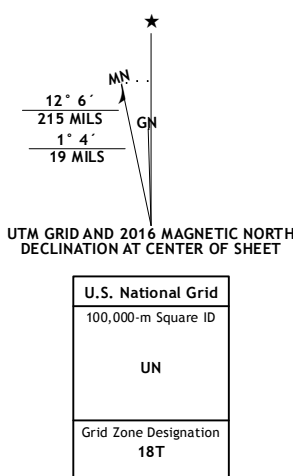 ★
MN
GN
12° 6´
215 MILS
1° 4´
19 MILS
UTM GRID AND 2016 MAGNETIC NORTH
DECLINATION AT CENTER OF SHEET
U.S. National Grid
100,000-m Square ID
UN
Grid Zone Designation
18T